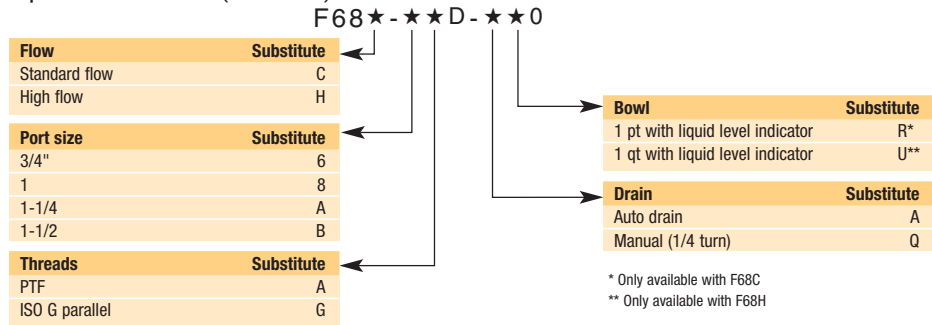 F68★-★★D-★★0
Flow Substitute
Standard flow C
High flow H
Port size Substitute
3/4" 6
1 8
1-1/4 A
1-1/2 B
Threads Substitute
PTF A
ISO G parallel G
Bowl Substitute
1 pt with liquid level indicator R*
1 qt with liquid level indicator U**
Drain Substitute
Auto drain A
Manual (1/4 turn) Q
* Only available with F68C
** Only available with F68H